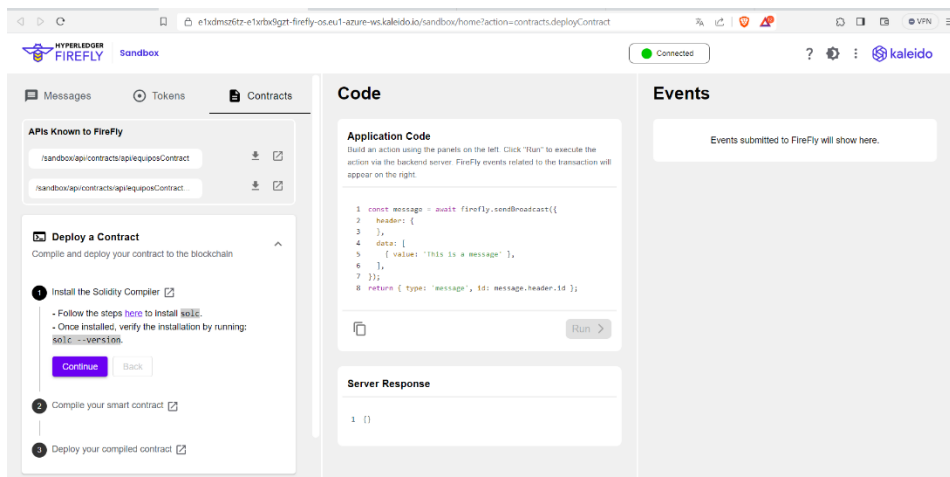 e1xdmsz6tz-e1xrbx9gzt-firefly-os.eu1-azure-ws.kaleido.io/sandbox/home?action=contracts.deployContract
VPN
HYPERLEDGER
FIREFLY
Sandbox
Connected
?
kaleido
Messages
Tokens
Contracts
APIs Known to FireFly
/sandbox/api/contracts/api/equiposContract
/sandbox/api/contracts/api/equiposContract...
Deploy a Contract
Compile and deploy your contract to the blockchain
1 Install the Solidity Compiler
- Follow the steps here to install solc.
- Once installed, verify the installation by running:
solc --version.
Continue
Back
2 Compile your smart contract
3 Deploy your compiled contract
Code
Application Code
Build an action using the panels on the left. Click "Run" to execute the
action via the backend server. FireFly events related to the transaction will
appear on the right.
1 const message = await firefly.sendBroadcast({
2 header: {
3 },
4 data: [
5 { value: 'This is a message' },
6 ],
7 });
8 return { type: 'message', id: message.header.id };
Run >
Server Response
1 {}
Events
Events submitted to FireFly will show here.